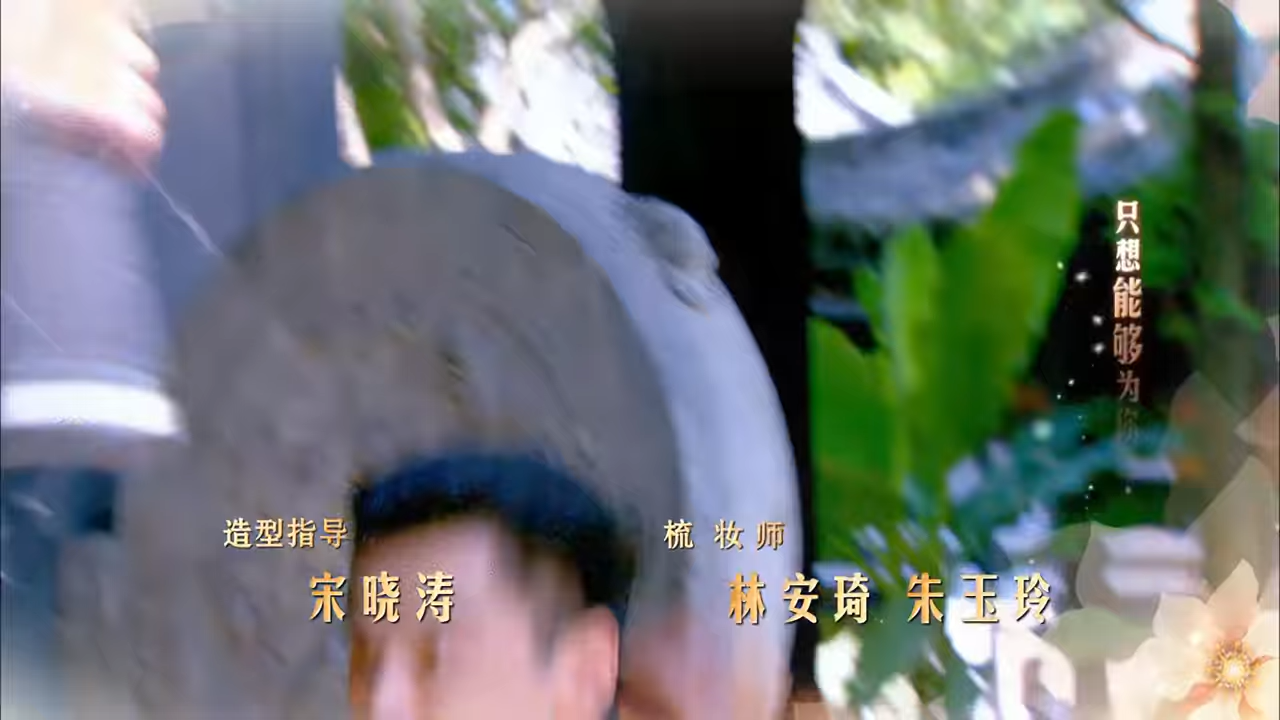 只想能够为你
造型指导
宋晓涛
梳妆师
林安琦 朱玉玲